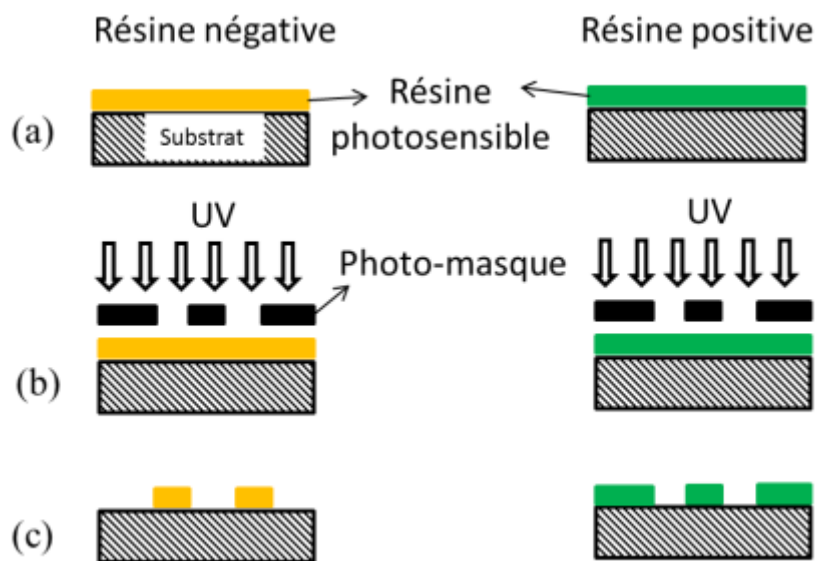 Résine négative
Résine positive
(a)
Substrat
Résine
photosensible
UV
UV
Photo-masque
(b)
(c)